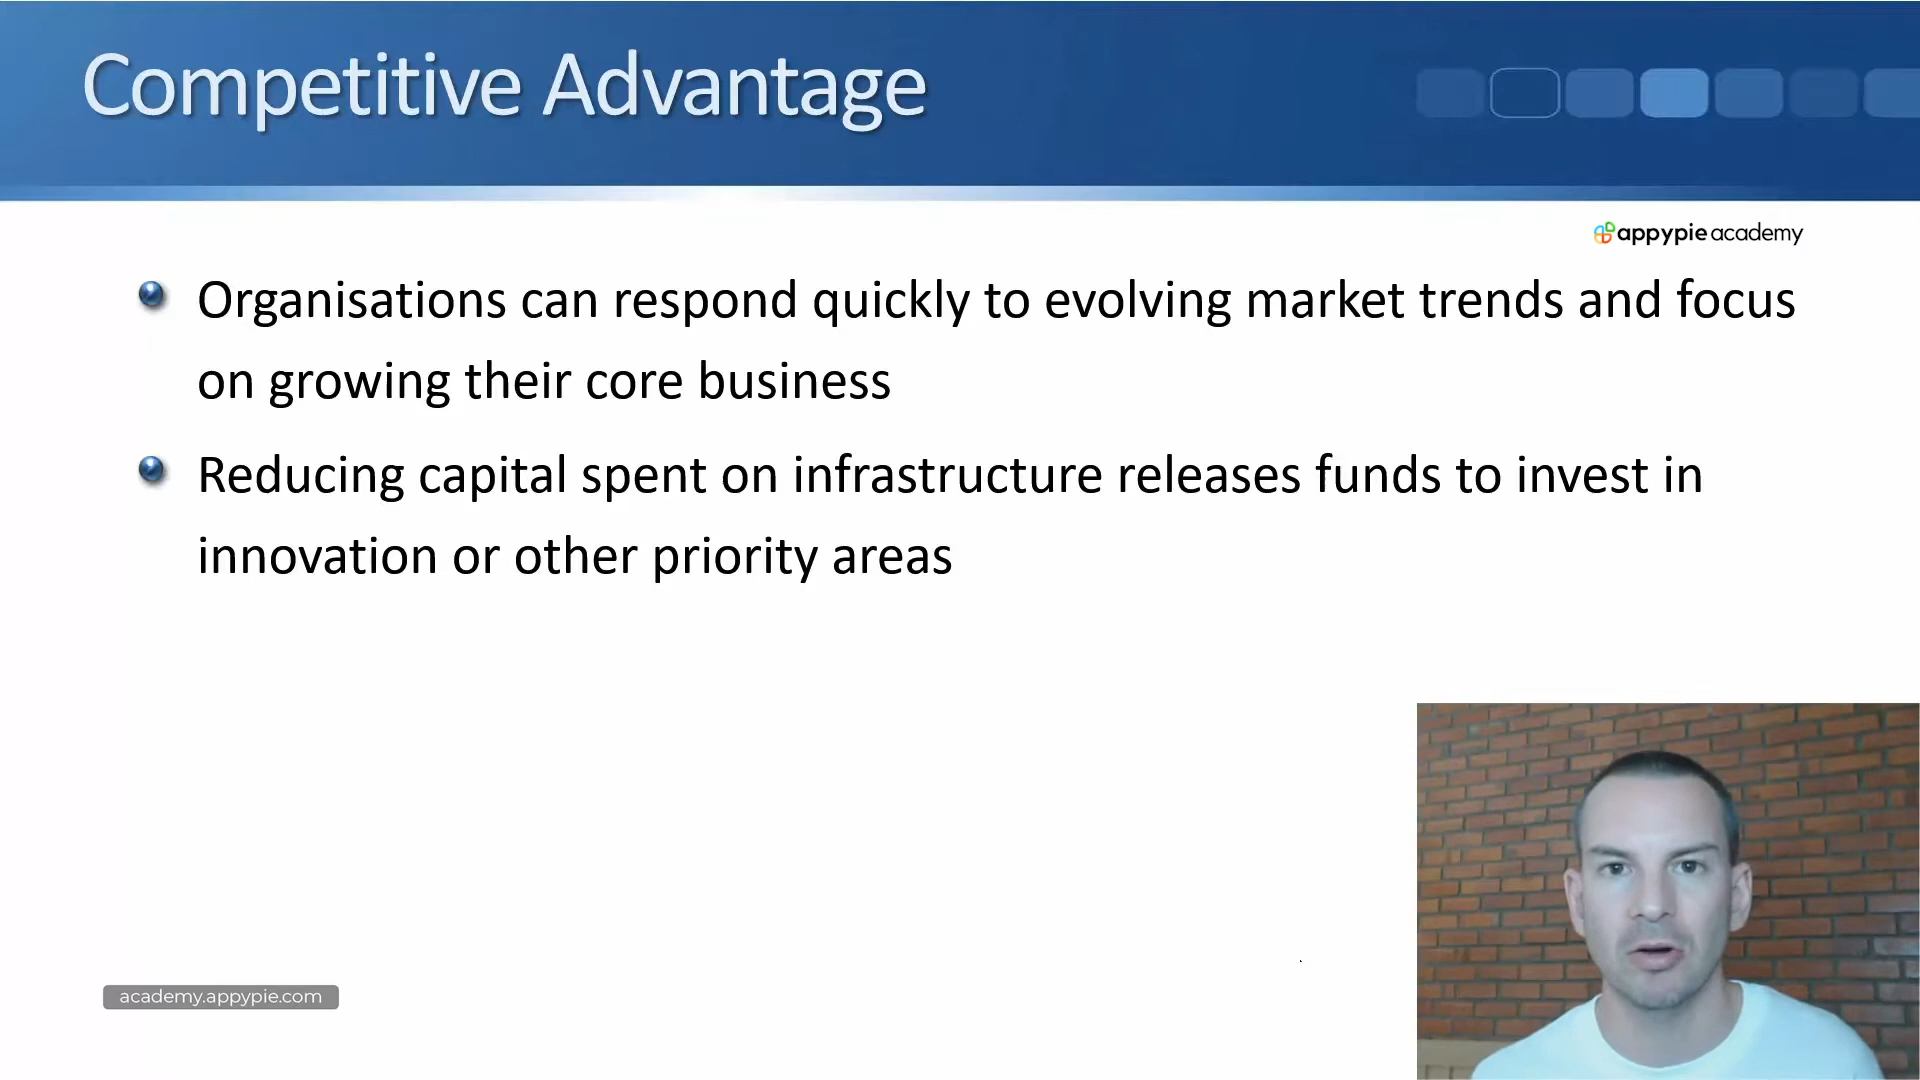 Competitive Advantage
appypie academy
Organisations can respond quickly to evolving market trends and focus
on growing their core business
Reducing capital spent on infrastructure releases funds to invest in
innovation or other priority areas
academy.appypie.com